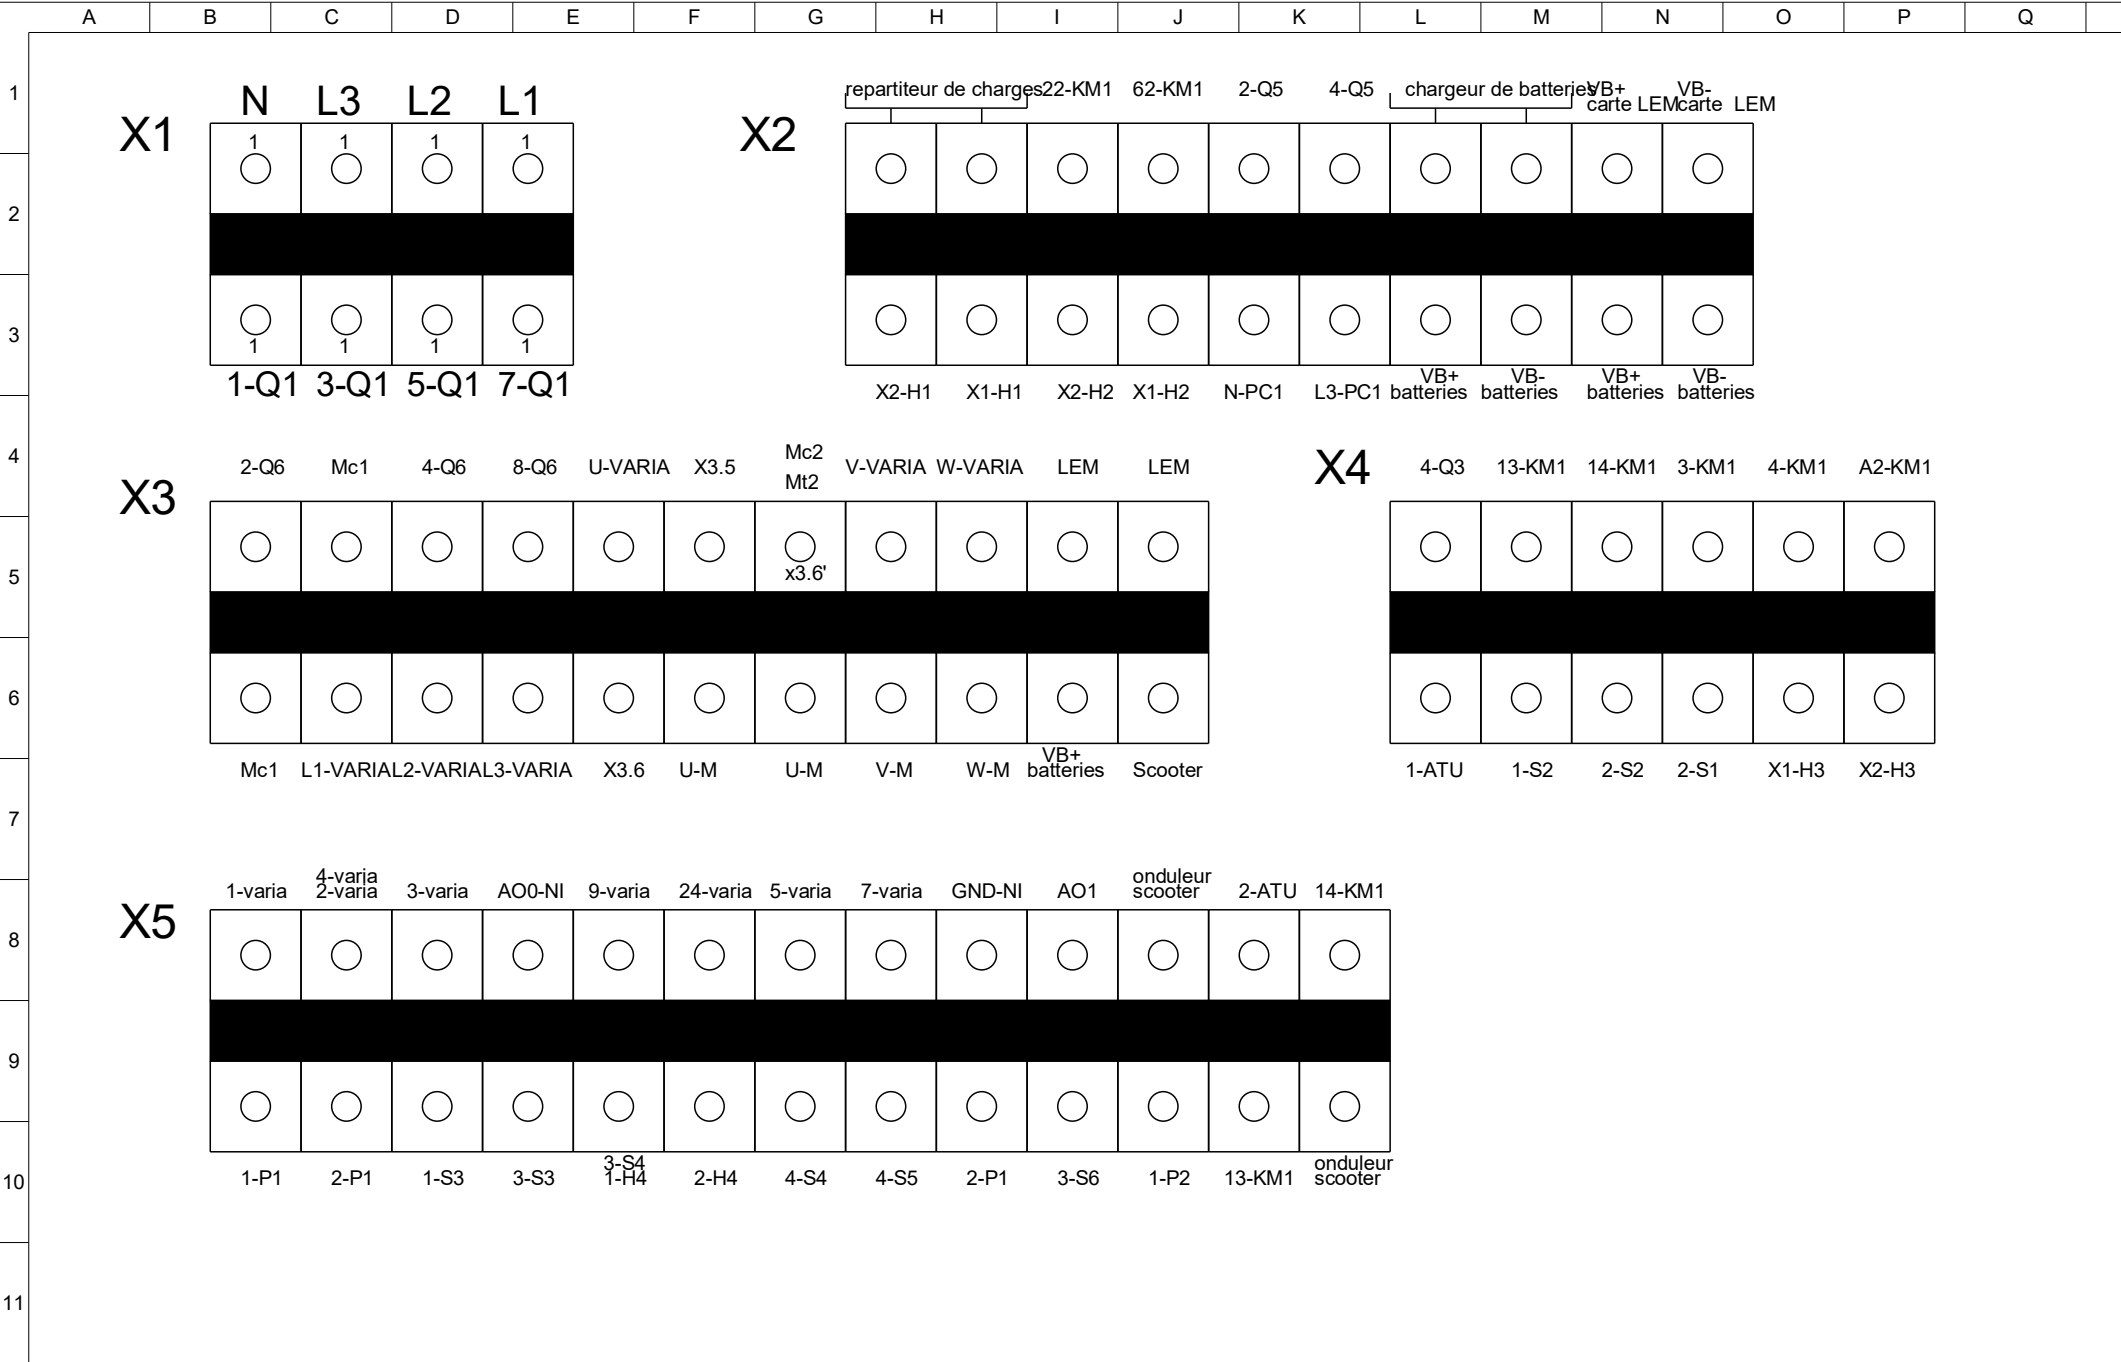 A B C D E F G H I J K L M N O P Q
1
2
3
4
5
6
7
8
9
10
11
X1
N L3 L2 L1
1 1 1 1
1 1 1 1
1-Q1 3-Q1 5-Q1 7-Q1
X2
repartiteur de charges 22-KM1 62-KM1 2-Q5 4-Q5 chargeur de batteries VB+ VB-
carte LEM carte LEM
VB+ VB- VB+ VB-
X2-H1 X1-H1 X2-H2 X1-H2 N-PC1 L3-PC1 batteries batteries batteries batteries
X3
Mc2
2-Q6 Mc1 4-Q6 8-Q6 U-VARIA X3.5 V-VARIA W-VARIA LEM LEM
Mt2
x3.6'
VB+
Mc1 L1-VARIA L2-VARIA L3-VARIA X3.6 U-M U-M V-M W-M batteries Scooter
X4
4-Q3 13-KM1 14-KM1 3-KM1 4-KM1 A2-KM1
1-ATU 1-S2 2-S2 2-S1 X1-H3 X2-H3
X5
4-varia onduleur
1-varia 2-varia 3-varia AO0-NI 9-varia 24-varia 5-varia 7-varia GND-NI AO1 scooter 2-ATU 14-KM1
3-S4 onduleur
1-P1 2-P1 1-S3 3-S3 1-H4 2-H4 4-S4 4-S5 2-P1 3-S6 1-P2 13-KM1 scooter